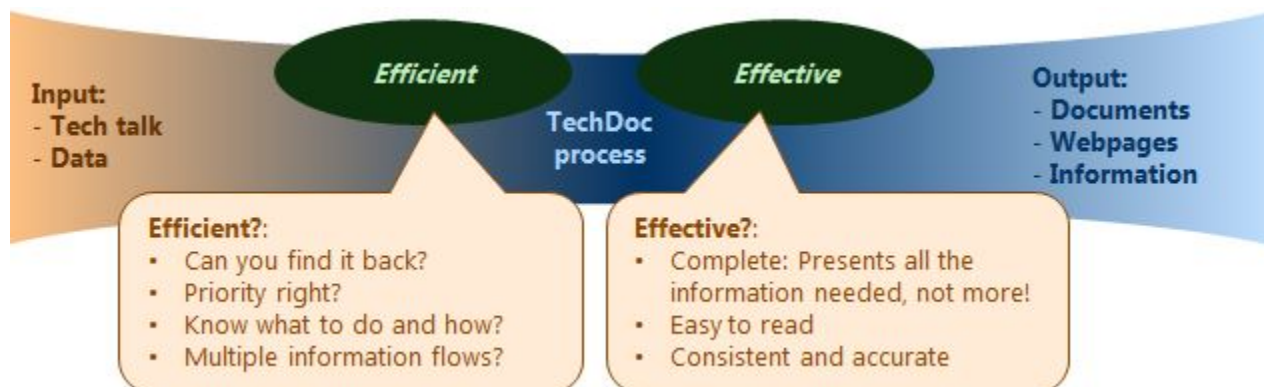 Efficient
Effective
Input:
- Tech talk
- Data
TechDoc
process
Output:
- Documents
- Webpages
- Information
Efficient?:
• Can you find it back?
• Priority right?
• Know what to do and how?
• Multiple information flows?
Effective?:
• Complete: Presents all the
information needed, not more!
• Easy to read
• Consistent and accurate